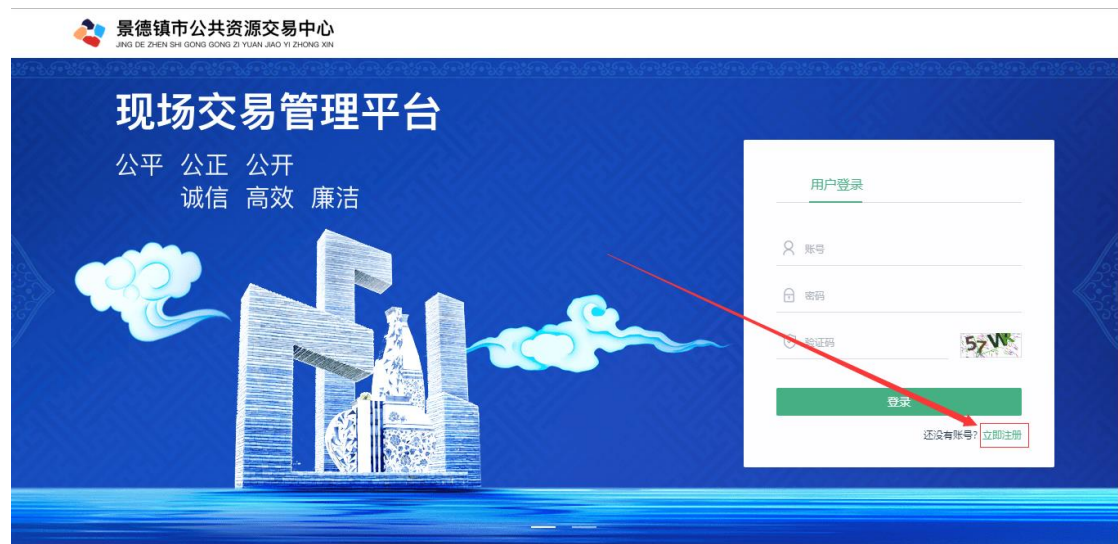 景德镇市公共资源交易中心
JING DE ZHEN SHI GONG GONG ZI YUAN JIAO YI ZHONG XIN
现场交易管理平台
公平 公正 公开
诚信 高效 廉洁
用户登录
账号
密码
验证码
57WK
登录
还没有账号? 立即注册